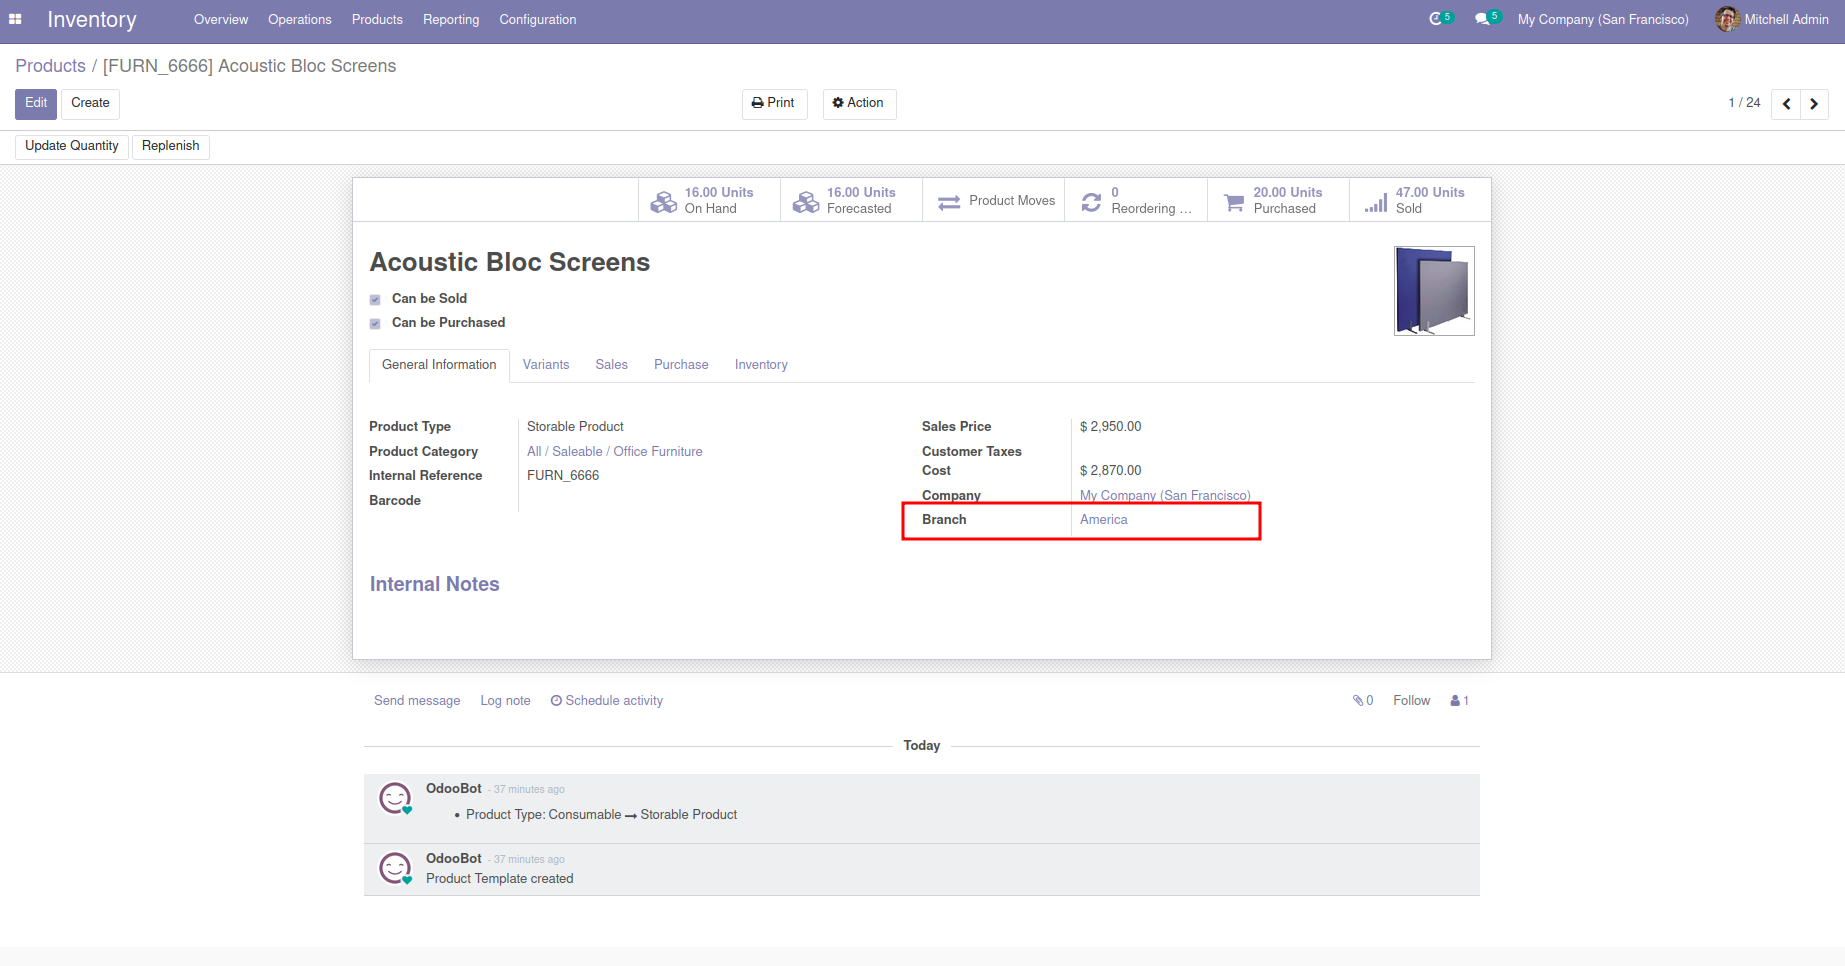 Inventory Overview Operations Products Reporting Configuration 5 5 My Company (San Francisco) Mitchell Admin
Products / [FURN_6666] Acoustic Bloc Screens
Edit Create Print Action 1 / 24
Update Quantity Replenish
16.00 Units
On Hand
16.00 Units
Forecasted
Product Moves
0
Reordering ...
20.00 Units
Purchased
47.00 Units
Sold
Acoustic Bloc Screens
Can be Sold
Can be Purchased
General Information Variants Sales Purchase Inventory
Product Type Storable Product
Product Category All / Saleable / Office Furniture
Internal Reference FURN_6666
Barcode
Sales Price $ 2,950.00
Customer Taxes
Cost $ 2,870.00
Company My Company (San Francisco)
Branch America
Internal Notes
Send message Log note Schedule activity 0 Follow 1
Today
OdooBot - 37 minutes ago
• Product Type: Consumable → Storable Product
OdooBot - 37 minutes ago
Product Template created